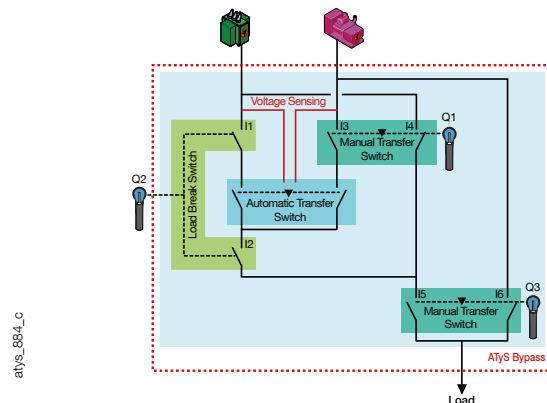 Voltage Sensing
I1
I3
I4
Q1
Manual Transfer
Switch
Q2
Load Break Switch
Automatic Transfer
Switch
I2
I5
I6
Q3
Manual Transfer
Switch
ATyS Bypass
Load
atys_884_c